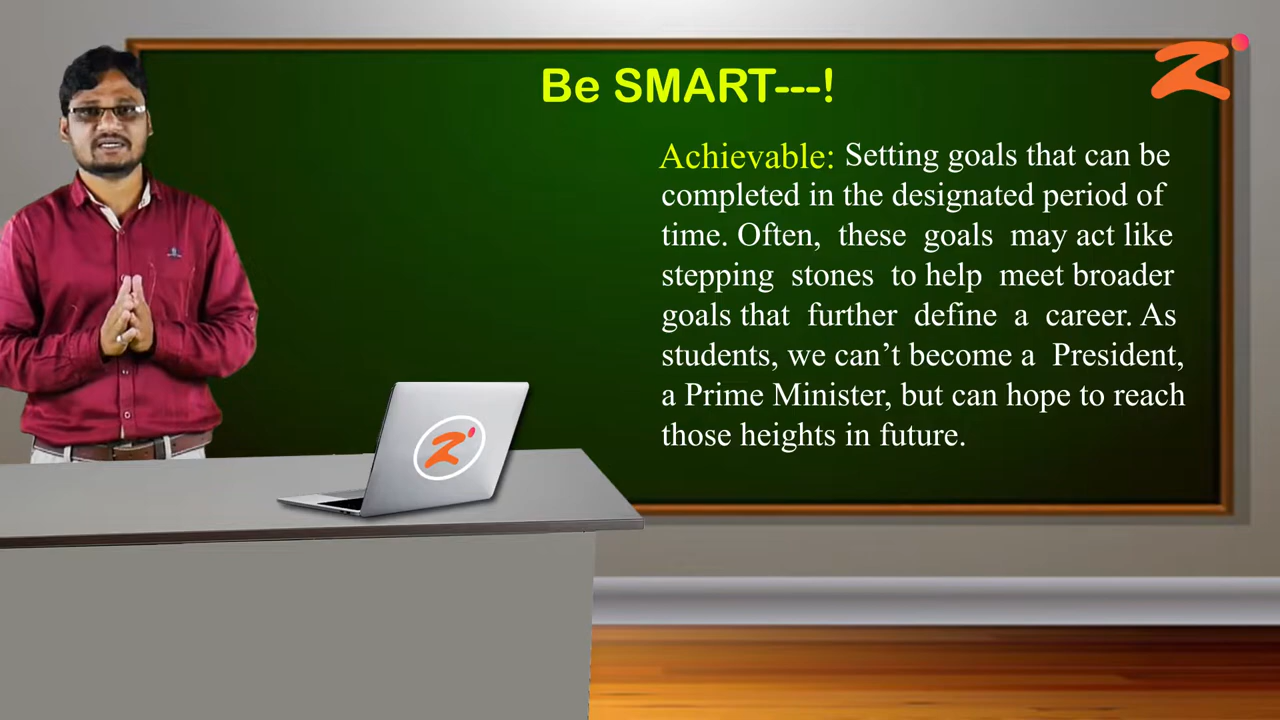 Be SMART---!
Achievable: Setting goals that can be
completed in the designated period of
time. Often, these goals may act like
stepping stones to help meet broader
goals that further define a career. As
students, we can’t become a President,
a Prime Minister, but can hope to reach
those heights in future.